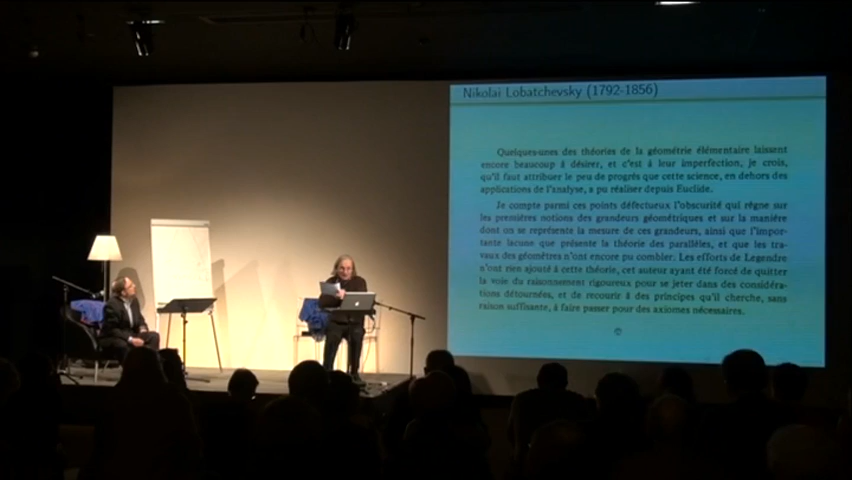 Nikolai Lobatchevsky (1792-1856)
Quelques-unes des théories de la géométrie élémentaire laissent
encore beaucoup à désirer, et c'est à leur imperfection, je crois,
qu'il faut attribuer le peu de progrès que cette science, en dehors des
applications de l'analyse, a pu réaliser depuis Euclide.
Je compte parmi ces points défectueux l'obscurité qui règne sur
les premières notions des grandeurs géométriques et sur la manière
dont on se représente la mesure de ces grandeurs, ainsi que l'impor-
tante lacune que présente la théorie des parallèles, et que les tra-
vaux des géomètres n'ont encore pu combler. Les efforts de Legendre
n'ont rien ajouté à cette théorie, cet auteur ayant été forcé de quitter
la voie du raisonnement rigoureux pour se jeter dans des considéra-
tions détournées, et de recourir à des principes qu'il cherche, sans
raison suffisante, à faire passer pour des axiomes nécessaires.